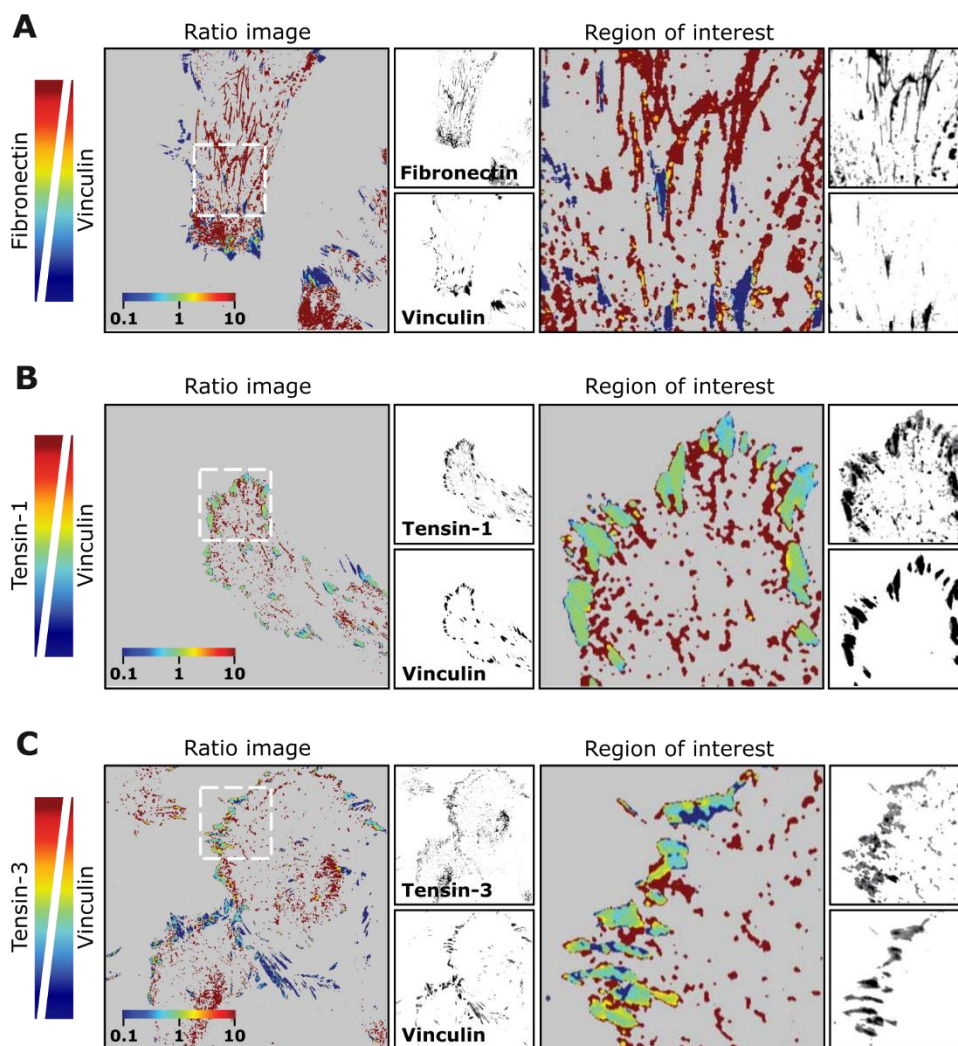 A
Ratio image
Region of interest
Fibronectin
Vinculin
Fibronectin
Vinculin
0.1 1 10
B
Ratio image
Region of interest
Tensin-1
Vinculin
Tensin-1
Vinculin
0.1 1 10
C
Ratio image
Region of interest
Tensin-3
Vinculin
Tensin-3
Vinculin
0.1 1 10